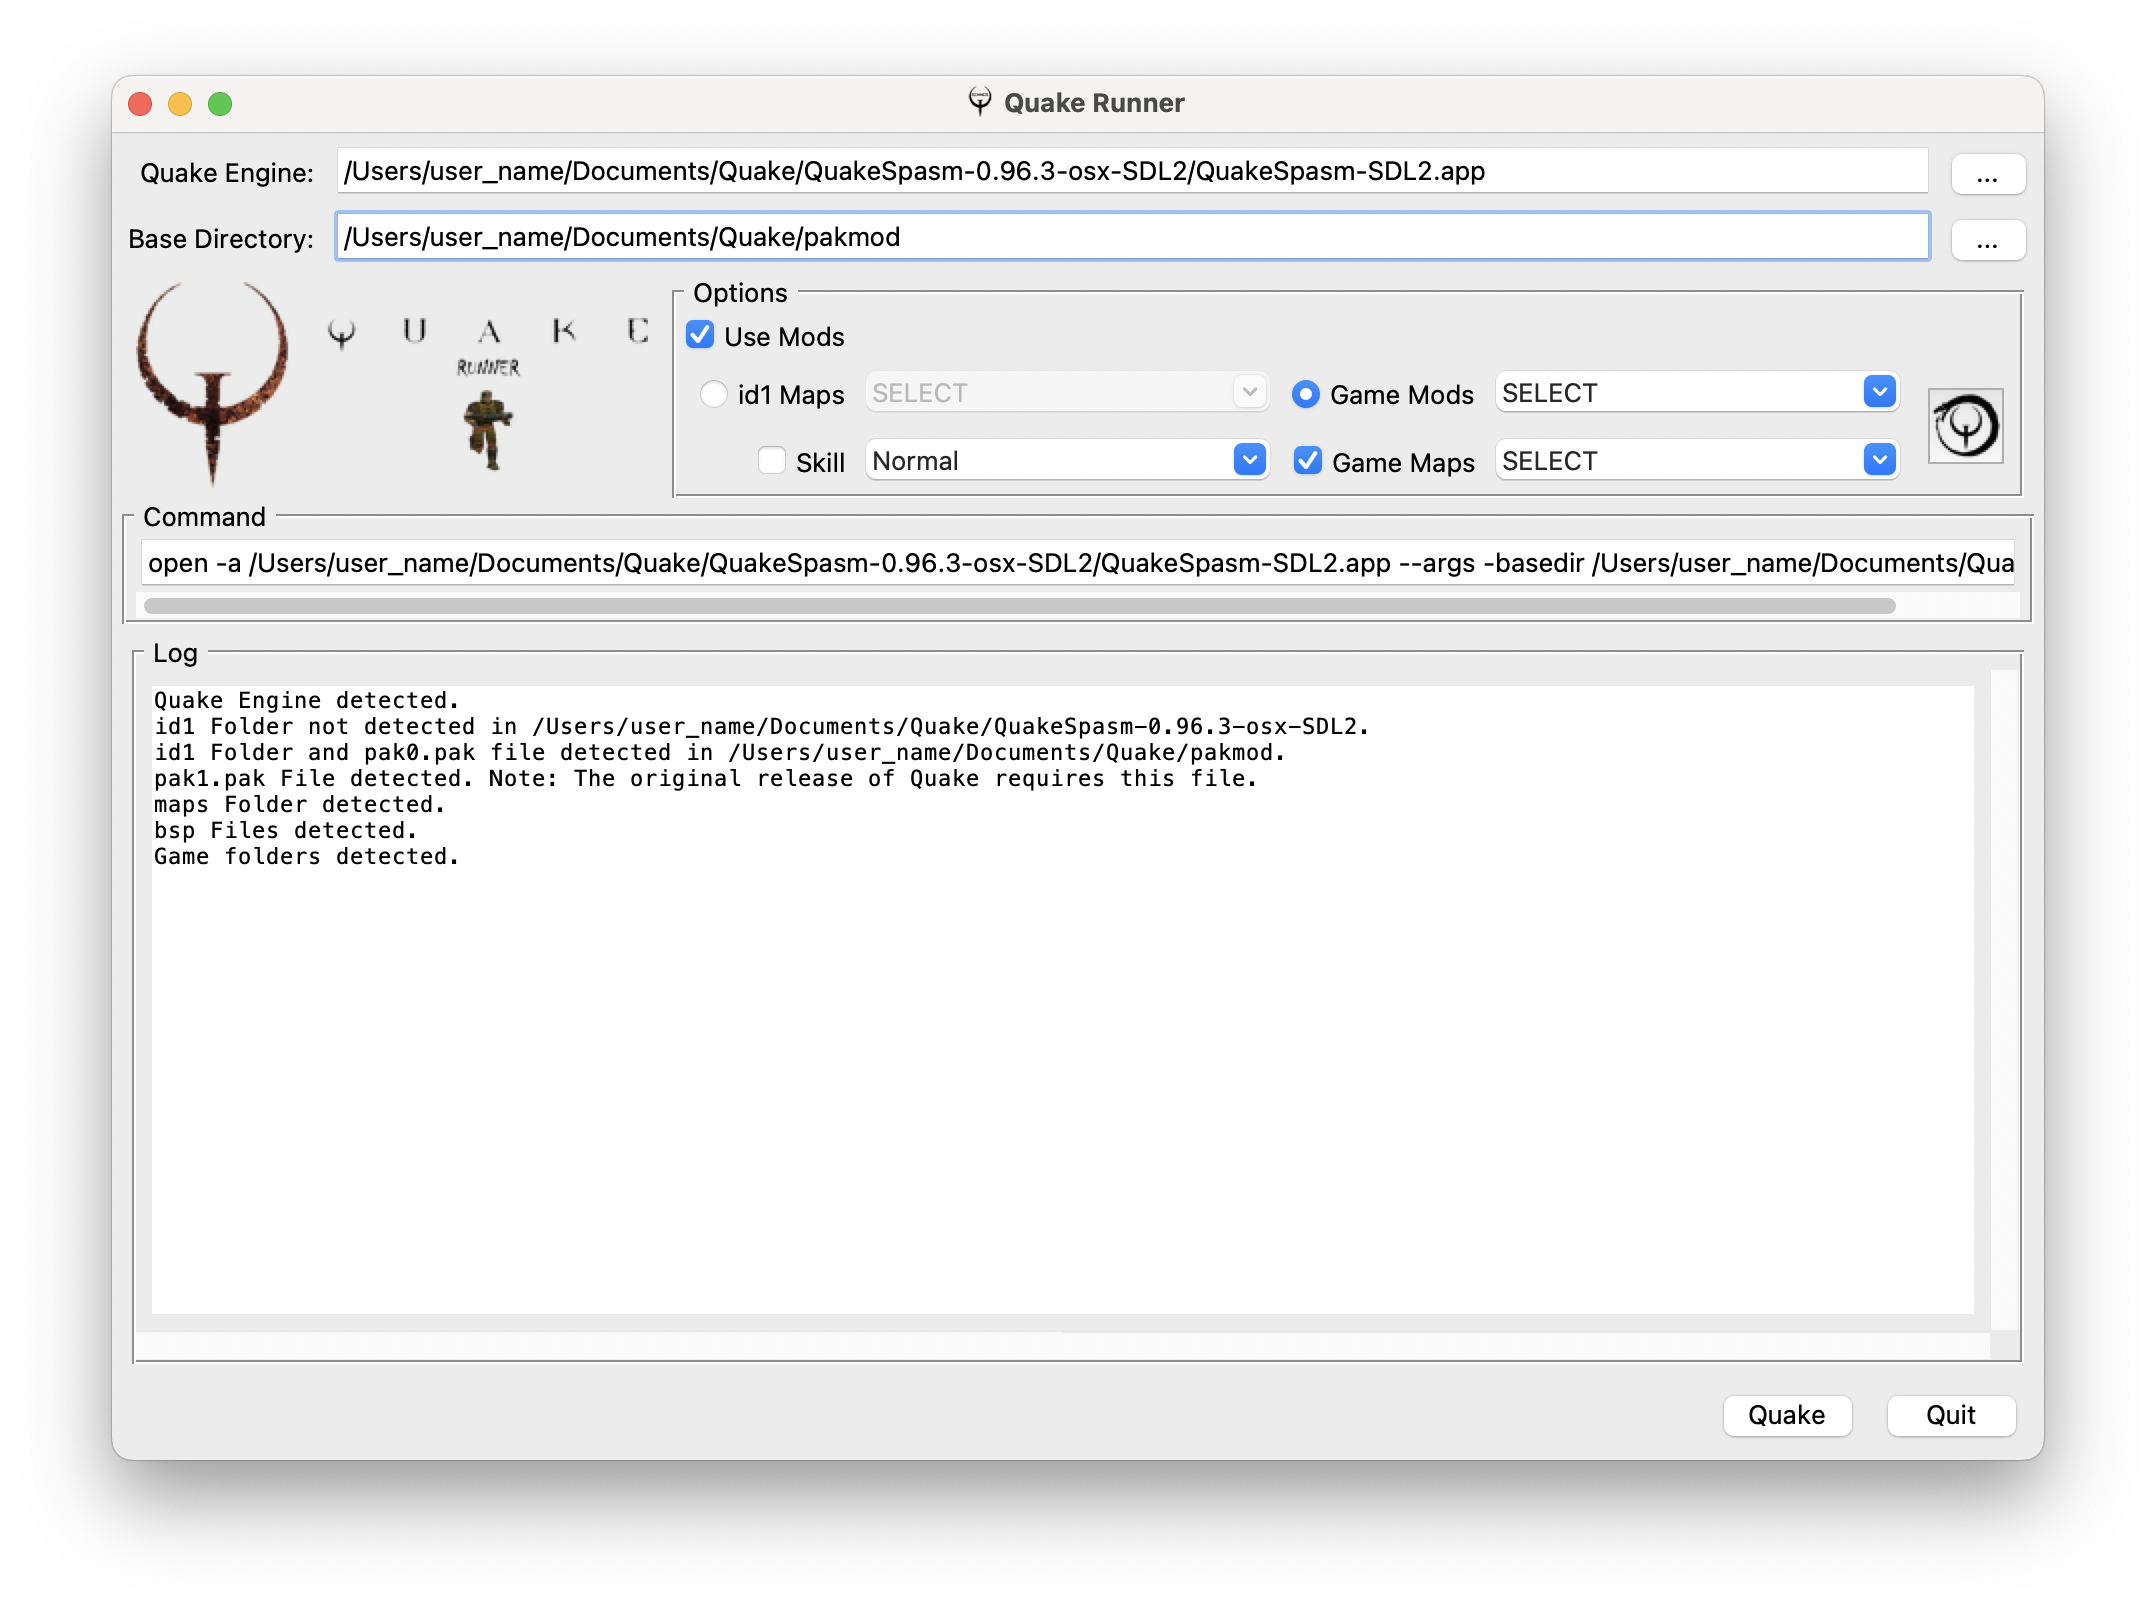 Quake Runner
Quake Engine: /Users/user_name/Documents/Quake/QuakeSpasm-0.96.3-osx-SDL2/QuakeSpasm-SDL2.app ...
Base Directory: /Users/user_name/Documents/Quake/pakmod ...
QUAKE
RUNNER
Options
Use Mods
id1 Maps SELECT Game Mods SELECT
Skill Normal Game Maps SELECT
Command
open -a /Users/user_name/Documents/Quake/QuakeSpasm-0.96.3-osx-SDL2/QuakeSpasm-SDL2.app --args -basedir /Users/user_name/Documents/Qua
Log
Quake Engine detected.
id1 Folder not detected in /Users/user_name/Documents/Quake/QuakeSpasm-0.96.3-osx-SDL2.
id1 Folder and pak0.pak file detected in /Users/user_name/Documents/Quake/pakmod.
pak1.pak File detected. Note: The original release of Quake requires this file.
maps Folder detected.
bsp Files detected.
Game folders detected.
Quake Quit